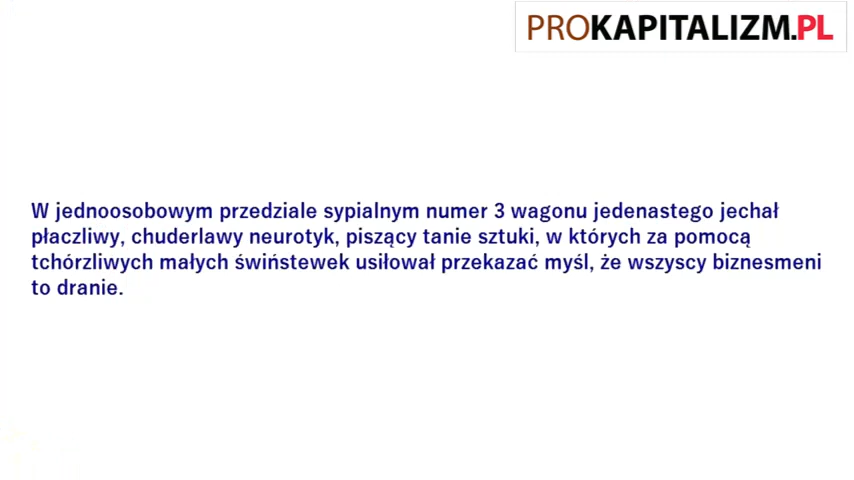 PROKAPITALIZM.PL
W jednoosobowym przedziale sypialnym numer 3 wagonu jedenastego jechał
płaczliwy, chuderlawy neurotyk, piszący tanie sztuki, w których za pomocą
tchórzliwych małych świństewek usiłował przekazać myśl, że wszyscy biznesmeni
to dranie.